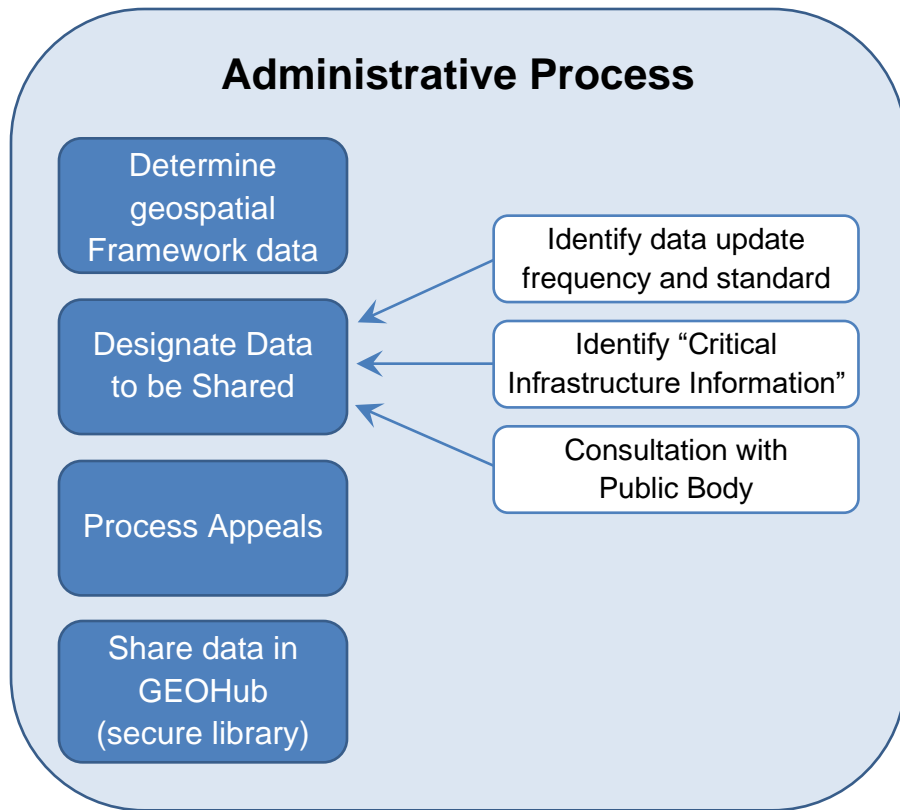 Administrative Process
Determine
geospatial
Framework data
Designate Data
to be Shared
Process Appeals
Share data in
GEOHub
(secure library)
Identify data update
frequency and standard
Identify “Critical
Infrastructure Information”
Consultation with
Public Body